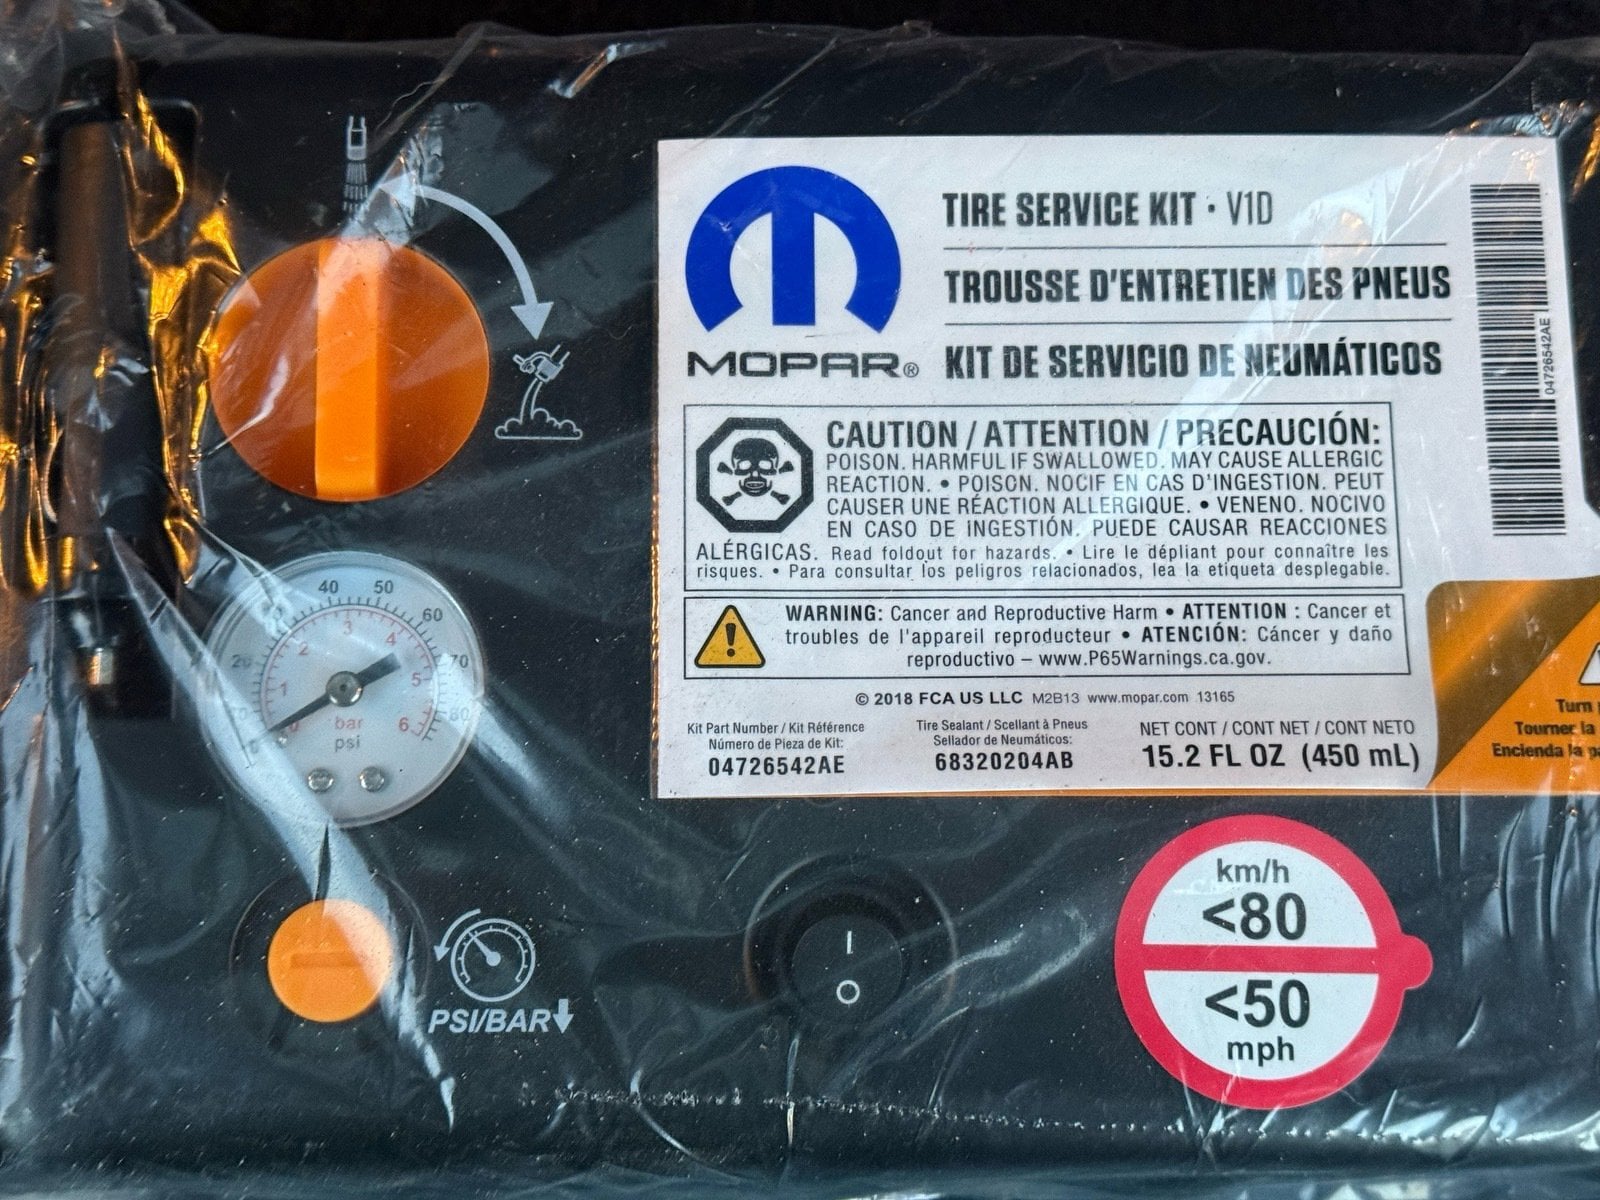 MOPAR®
TIRE SERVICE KIT • V1D
TROUSSE D'ENTRETIEN DES PNEUS
KIT DE SERVICIO DE NEUMÁTICOS
04726542AE
CAUTION / ATTENTION / PRECAUCIÓN:
POISON. HARMFUL IF SWALLOWED. MAY CAUSE ALLERGIC
REACTION. • POISON. NOCIF EN CAS D'INGESTION. PEUT
CAUSER UNE RÉACTION ALLERGIQUE. • VENENO. NOCIVO
EN CASO DE INGESTIÓN. PUEDE CAUSAR REACCIONES
ALÉRGICAS. Read foldout for hazards. • Lire le dépliant pour connaître les
risques. • Para consultar los peligros relacionados, lea la etiqueta desplegable.
WARNING: Cancer and Reproductive Harm • ATTENTION : Cancer et
troubles de l'appareil reproducteur • ATENCIÓN: Cáncer y daño
reproductivo – www.P65Warnings.ca.gov.
© 2018 FCA US LLC M2B13 www.mopar.com 13165
Kit Part Number / Kit Référence
Número de Pieza de Kit:
04726542AE
Tire Sealant / Scellant à Pneus
Sellador de Neumáticos:
68320204AB
NET CONT / CONT NET / CONT NETO
15.2 FL OZ (450 mL)
Turn
Tourner la
Encienda la
20 40 50 60 70 80
1 2 3 4 5 6
bar
psi
PSI/BAR
I
O
km/h
<80
<50
mph